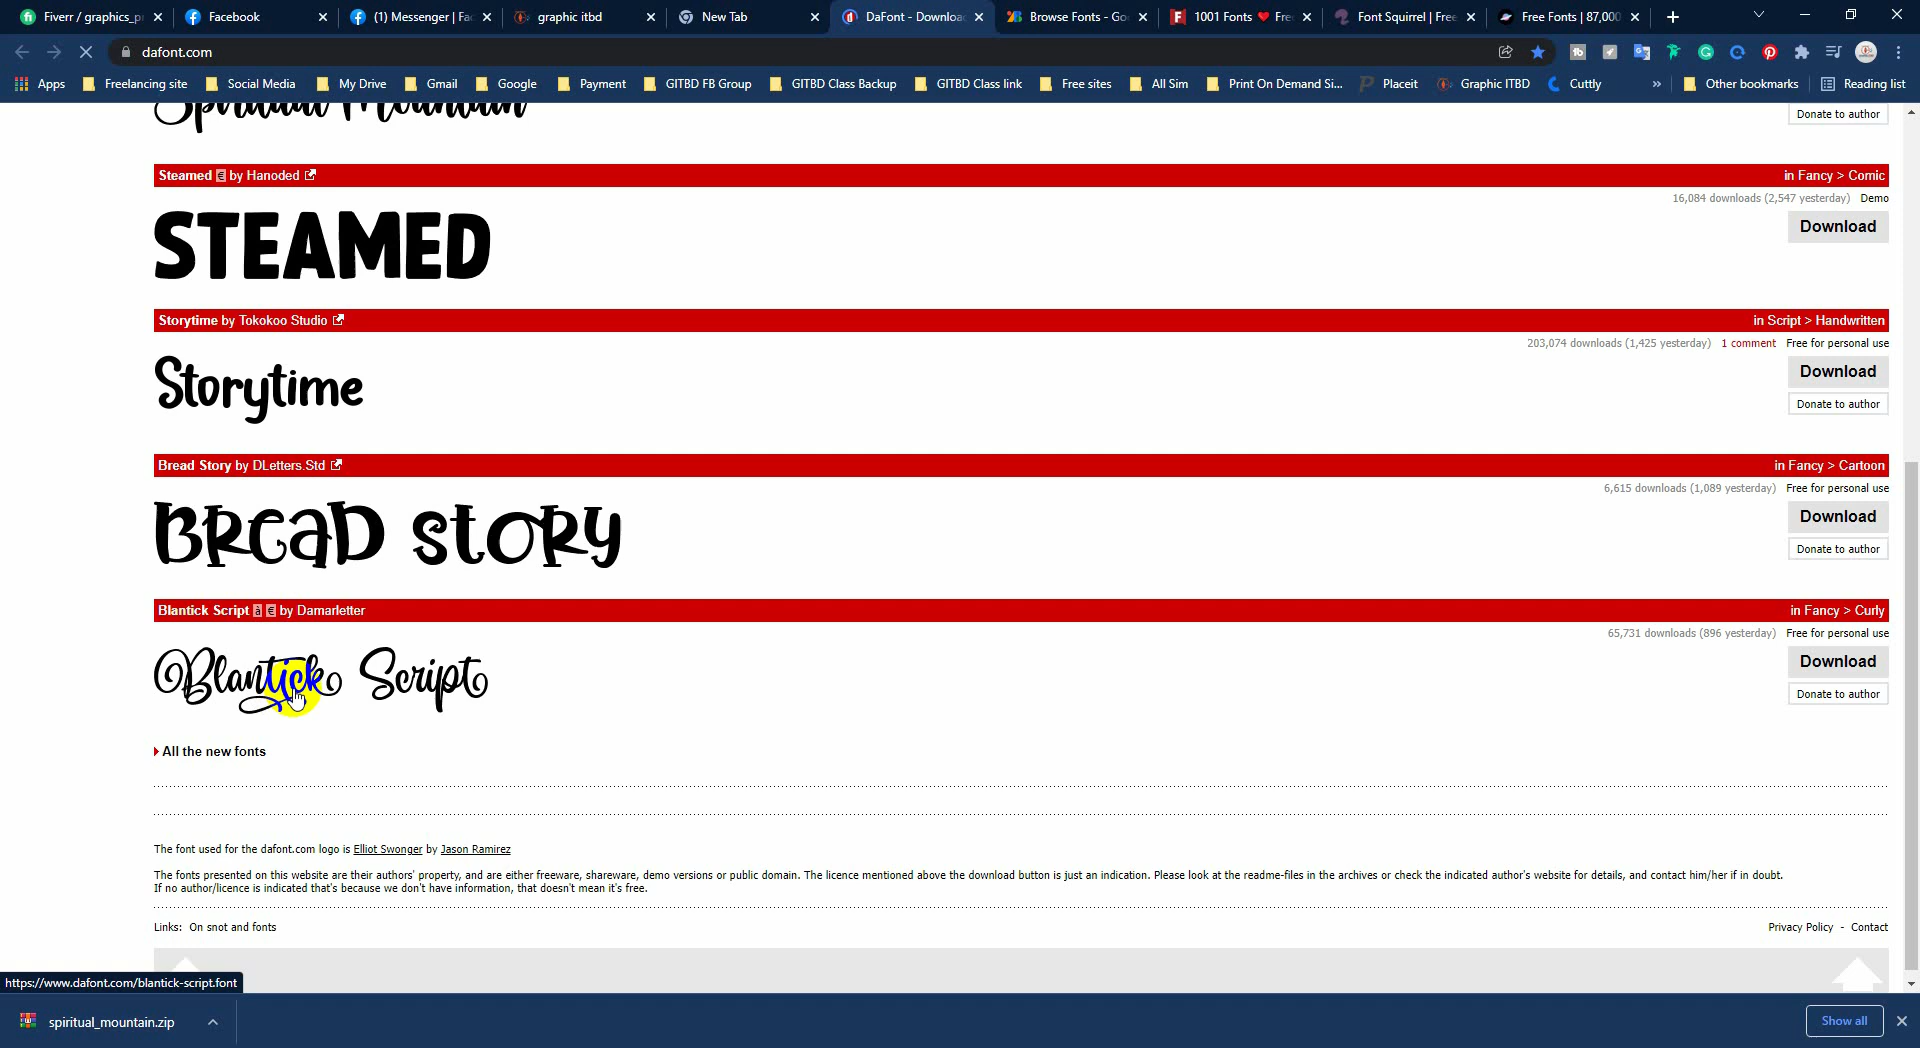 Fiverr / graphics_p
Facebook
(1) Messenger | Fac
graphic itbd
New Tab
DaFont - Download
Browse Fonts - Go
1001 Fonts ❤ Fre
Font Squirrel | Free
Free Fonts | 87,000
dafont.com
Apps
Freelancing site
Social Media
My Drive
Gmail
Google
Payment
GITBD FB Group
GITBD Class Backup
GITBD Class link
Free sites
All Sim
Print On Demand Si...
Placeit
Graphic ITBD
Cuttly
»
Other bookmarks
Reading list
Spiritual Mountain
Donate to author
Steamed € by Hanoded
in Fancy > Comic
16,084 downloads (2,547 yesterday) Demo
STEAMED
Download
Storytime by Tokokoo Studio
in Script > Handwritten
203,074 downloads (1,425 yesterday) 1 comment Free for personal use
Storytime
Download
Donate to author
Bread Story by DLetters.Std
in Fancy > Cartoon
6,615 downloads (1,089 yesterday) Free for personal use
Bread Story
Download
Donate to author
Blantick Script à € by Damarletter
in Fancy > Curly
65,731 downloads (896 yesterday) Free for personal use
Blantick Script
Download
Donate to author
All the new fonts
The font used for the dafont.com logo is Elliot Swonger by Jason Ramirez
The fonts presented on this website are their authors' property, and are either freeware, shareware, demo versions or public domain. The licence mentioned above the download button is just an indication. Please look at the readme-files in the archives or check the indicated author's website for details, and contact him/her if in doubt.
If no author/licence is indicated that's because we don't have information, that doesn't mean it's free.
Links: On snot and fonts
Privacy Policy - Contact
https://www.dafont.com/blantick-script.font
spiritual_mountain.zip
Show all